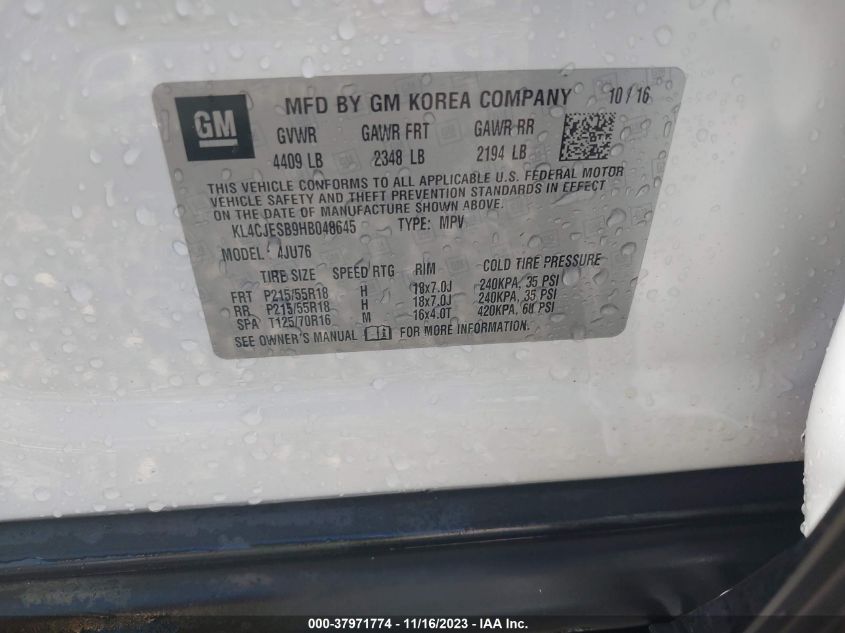 GM
MFD BY GM KOREA COMPANY 10/16
GVWR GAWR FRT GAWR RR
4409 LB 2348 LB 2194 LB
THIS VEHICLE CONFORMS TO ALL APPLICABLE U.S. FEDERAL MOTOR
VEHICLE SAFETY AND THEFT PREVENTION STANDARDS IN EFFECT
ON THE DATE OF MANUFACTURE SHOWN ABOVE.
KL4CJESB9HB048645 TYPE: MPV
MODEL: 4JU76
TIRE SIZE SPEED RTG RIM COLD TIRE PRESSURE
FRT P215/55R18 H 18x7.0J 240KPA, 35 PSI
RR P215/55R18 H 18x7.0J 240KPA, 35 PSI
SPA T125/70R16 M 16x4.0T 420KPA, 60 PSI
SEE OWNER'S MANUAL FOR MORE INFORMATION.
000-37971774 - 11/16/2023 - IAA Inc.